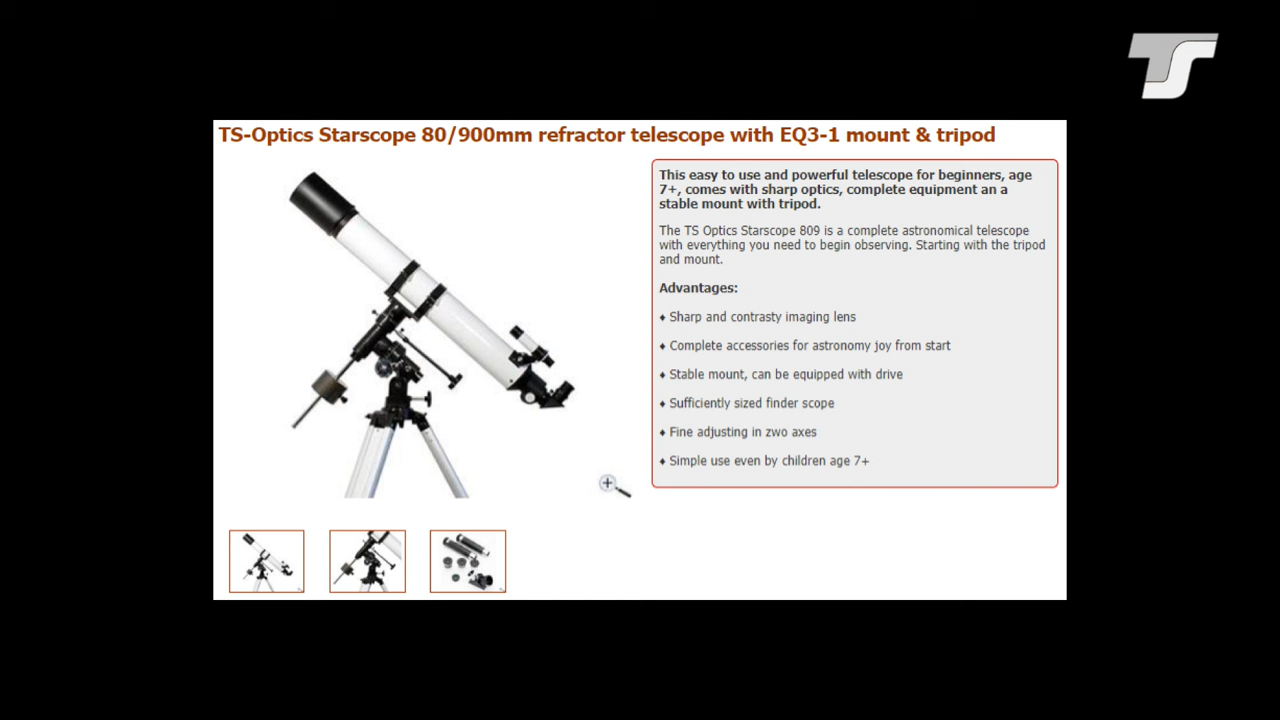 TS
TS-Optics Starscope 80/900mm refractor telescope with EQ3-1 mount & tripod
This easy to use and powerful telescope for beginners, age
7+, comes with sharp optics, complete equipment an a
stable mount with tripod.
The TS Optics Starscope 809 is a complete astronomical telescope
with everything you need to begin observing. Starting with the tripod
and mount.
Advantages:
♦ Sharp and contrasty imaging lens
♦ Complete accessories for astronomy joy from start
♦ Stable mount, can be equipped with drive
♦ Sufficiently sized finder scope
♦ Fine adjusting in zwo axes
♦ Simple use even by children age 7+